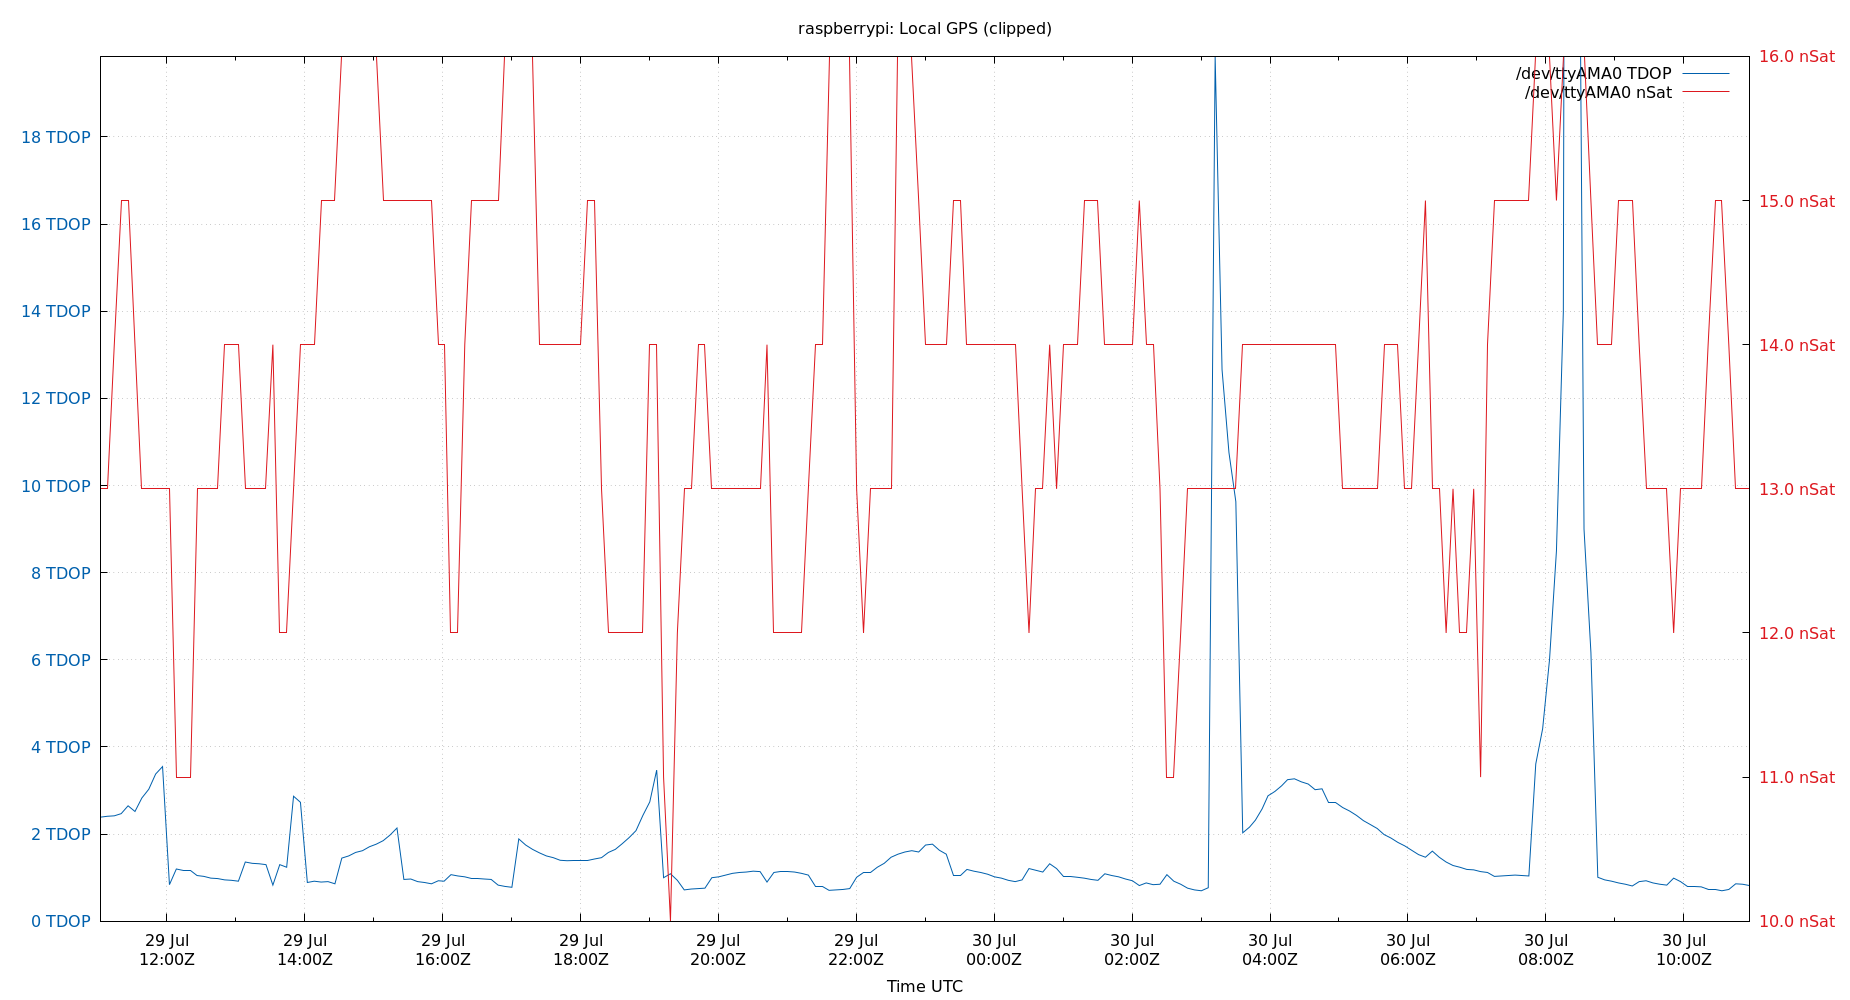 raspberrypi: Local GPS (clipped)
16.0 nSat
/dev/ttyAMA0 TDOP
/dev/ttyAMA0 nSat
18 TDOP
15.0 nSat
16 TDOP
14 TDOP
14.0 nSat
12 TDOP
10 TDOP
13.0 nSat
8 TDOP
12.0 nSat
6 TDOP
4 TDOP
11.0 nSat
2 TDOP
0 TDOP
10.0 nSat
29 Jul 29 Jul 29 Jul 29 Jul 29 Jul 29 Jul 30 Jul 30 Jul 30 Jul 30 Jul 30 Jul 30 Jul
12:00Z 14:00Z 16:00Z 18:00Z 20:00Z 22:00Z 00:00Z 02:00Z 04:00Z 06:00Z 08:00Z 10:00Z
Time UTC